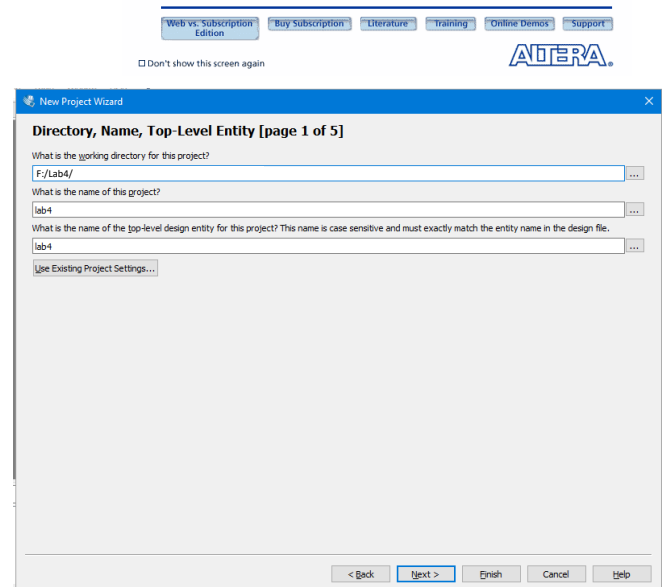 Web vs. Subscription Edition
Buy Subscription
Literature
Training
Online Demos
Support
Don't show this screen again
ALTERA®
New Project Wizard
Directory, Name, Top-Level Entity [page 1 of 5]
What is the working directory for this project?
F:/Lab4/
...
What is the name of this project?
lab4
...
What is the name of the top-level design entity for this project? This name is case sensitive and must exactly match the entity name in the design file.
lab4
...
Use Existing Project Settings...
< Back
Next >
Finish
Cancel
Help